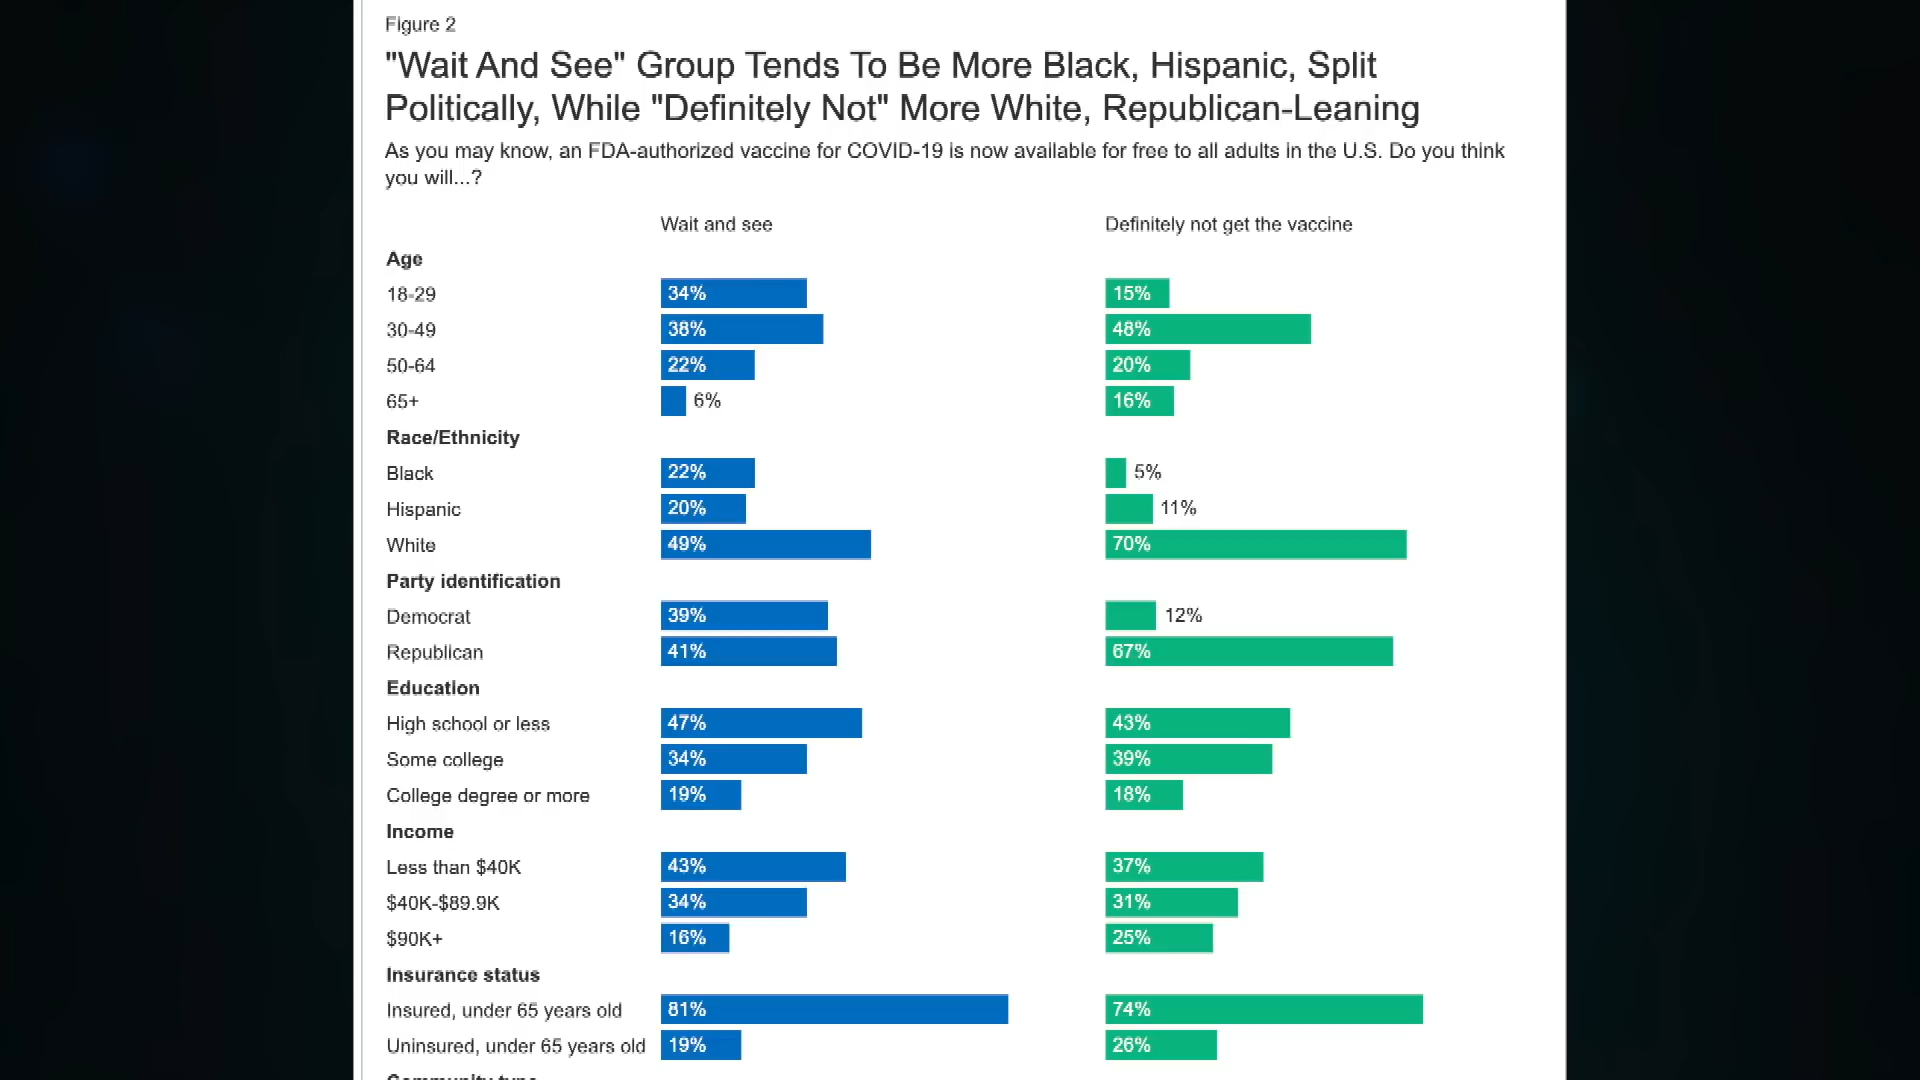 Figure 2
"Wait And See" Group Tends To Be More Black, Hispanic, Split
Politically, While "Definitely Not" More White, Republican-Leaning
As you may know, an FDA-authorized vaccine for COVID-19 is now available for free to all adults in the U.S. Do you think
you will...?
Wait and see Definitely not get the vaccine
Age
18-29 34% 15%
30-49 38% 48%
50-64 22% 20%
65+ 6% 16%
Race/Ethnicity
Black 22% 5%
Hispanic 20% 11%
White 49% 70%
Party identification
Democrat 39% 12%
Republican 41% 67%
Education
High school or less 47% 43%
Some college 34% 39%
College degree or more 19% 18%
Income
Less than $40K 43% 37%
$40K-$89.9K 34% 31%
$90K+ 16% 25%
Insurance status
Insured, under 65 years old 81% 74%
Uninsured, under 65 years old 19% 26%